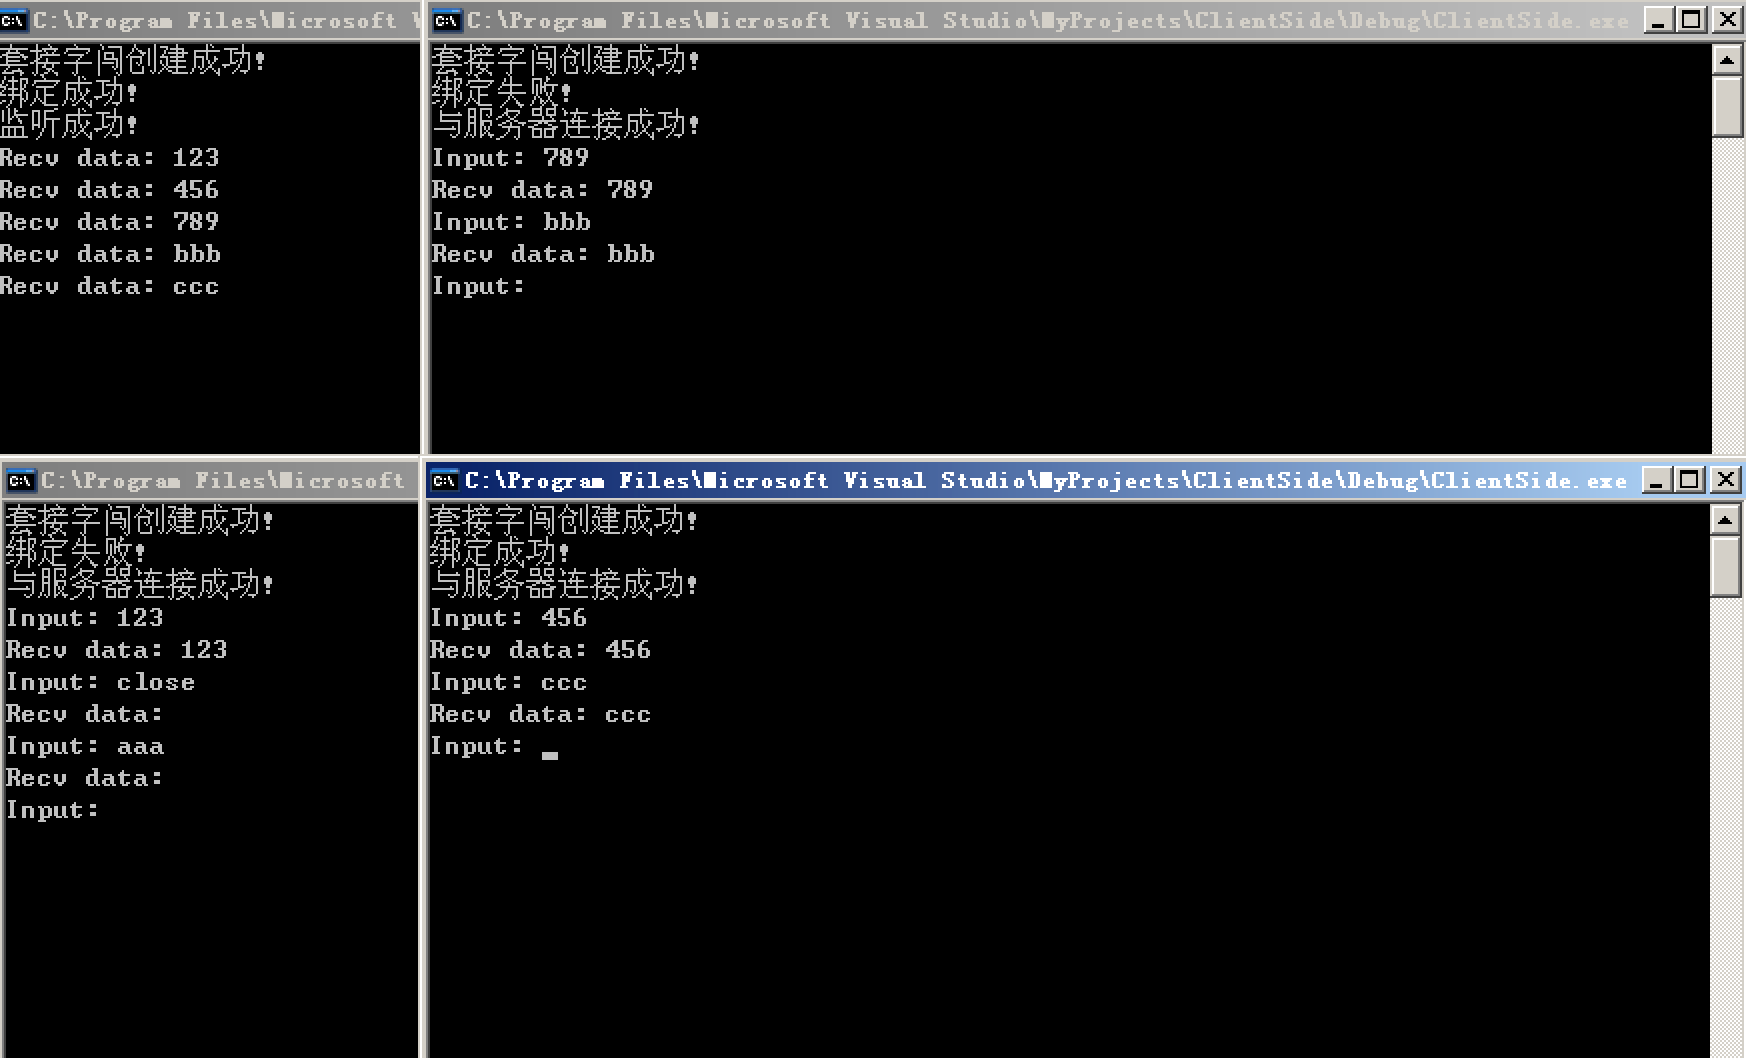 C:\Program Files\Microsoft V
套接字闯创建成功!
绑定成功!
监听成功!
Recv data: 123
Recv data: 456
Recv data: 789
Recv data: bbb
Recv data: ccc
C:\Program Files\Microsoft Visual Studio\MyProjects\ClientSide\Debug\ClientSide.exe
套接字闯创建成功!
绑定失败!
与服务器连接成功!
Input: 789
Recv data: 789
Input: bbb
Recv data: bbb
Input:
C:\Program Files\Microsoft
套接字闯创建成功!
绑定失败!
与服务器连接成功!
Input: 123
Recv data: 123
Input: close
Recv data:
Input: aaa
Recv data:
Input:
C:\Program Files\Microsoft Visual Studio\MyProjects\ClientSide\Debug\ClientSide.exe
套接字闯创建成功!
绑定成功!
与服务器连接成功!
Input: 456
Recv data: 456
Input: ccc
Recv data: ccc
Input: _